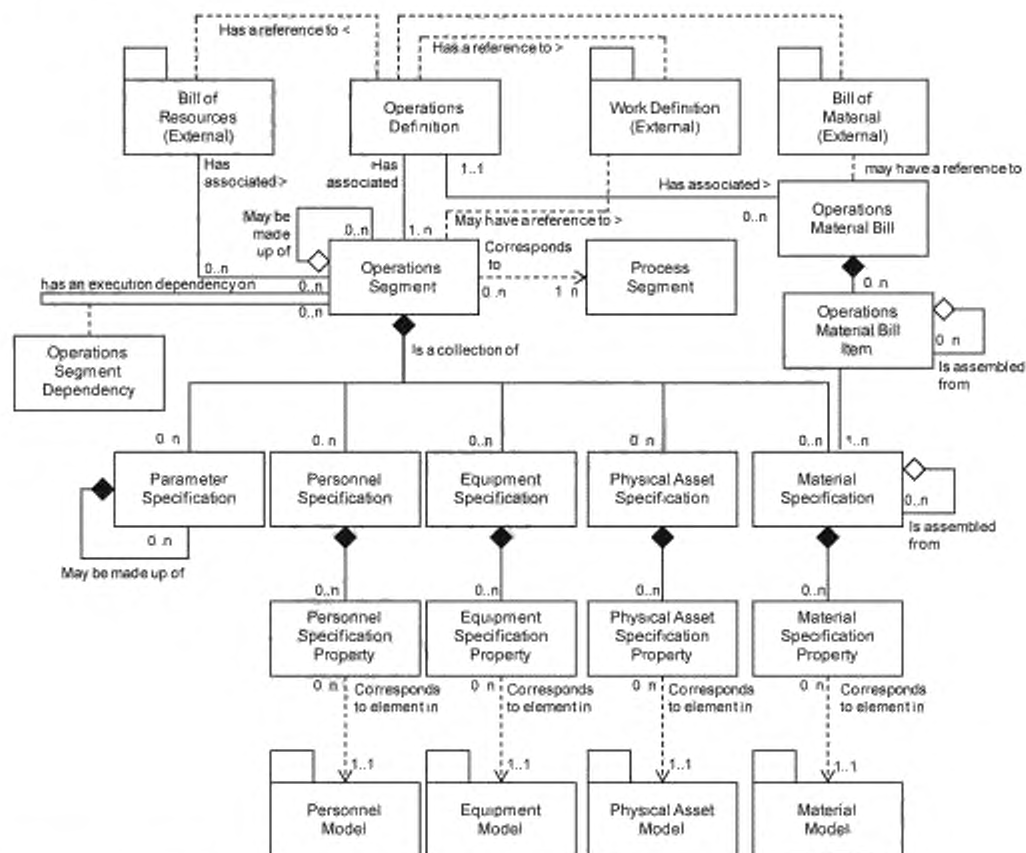 Has a reference to <
Has a reference to >
Bill of
Resources
(External)
Operations
Definition
Work Definition
(External)
Bill of
Material
(External)
Has
associated >
Has
associated
1..1
may have a reference to
Has associated >
0..n
Operations
Material Bill
May be
made
up of
0..n
1..n
May have a reference to >
Operations
Segment
Corresponds
to
0..n
1 n
Process
Segment
0..n
has an execution dependency on
0..n
0..n
0 n
Operations
Material Bill
Item
0 n
Is assembled
from
Operations
Segment
Dependency
Is a collection of
0 n
0..n
0..n
0 n
0..n
*..n
Parameter
Specification
Personnel
Specification
Equipment
Specification
Physical Asset
Specification
Material
Specification
0..n
Is assembled
from
0 n
May be made up of
0..n
0..n
0..n
0..n
Personnel
Specification
Property
Equipment
Specification
Property
Physical Asset
Specification
Property
Material
Specification
Property
0 n
Corresponds
to element in
0 n
Corresponds
to element in
0 n
Corresponds
to element in
0 n
Corresponds
to element in
1..1
1..1
1..1
1..1
Personnel
Model
Equipment
Model
Physical Asset
Model
Material
Model